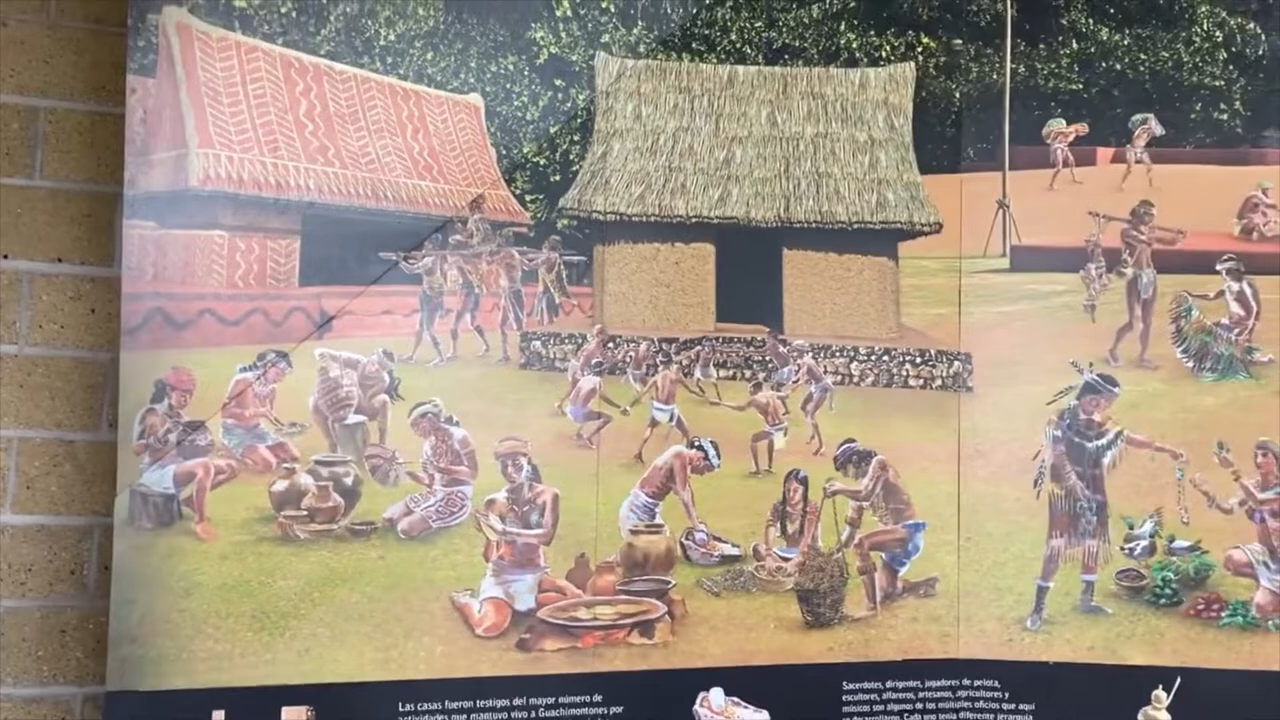 Las casas fueron testigos del mayor número de
actividades que mantuvo vivo a Guachimontones por
Sacerdotes, dirigentes, jugadores de pelota,
escultores, alfareros, artesanos, agricultores y
músicos son algunos de los múltiples oficios que aquí
se desarrollaron. Cada uno tenía diferente jerarquía